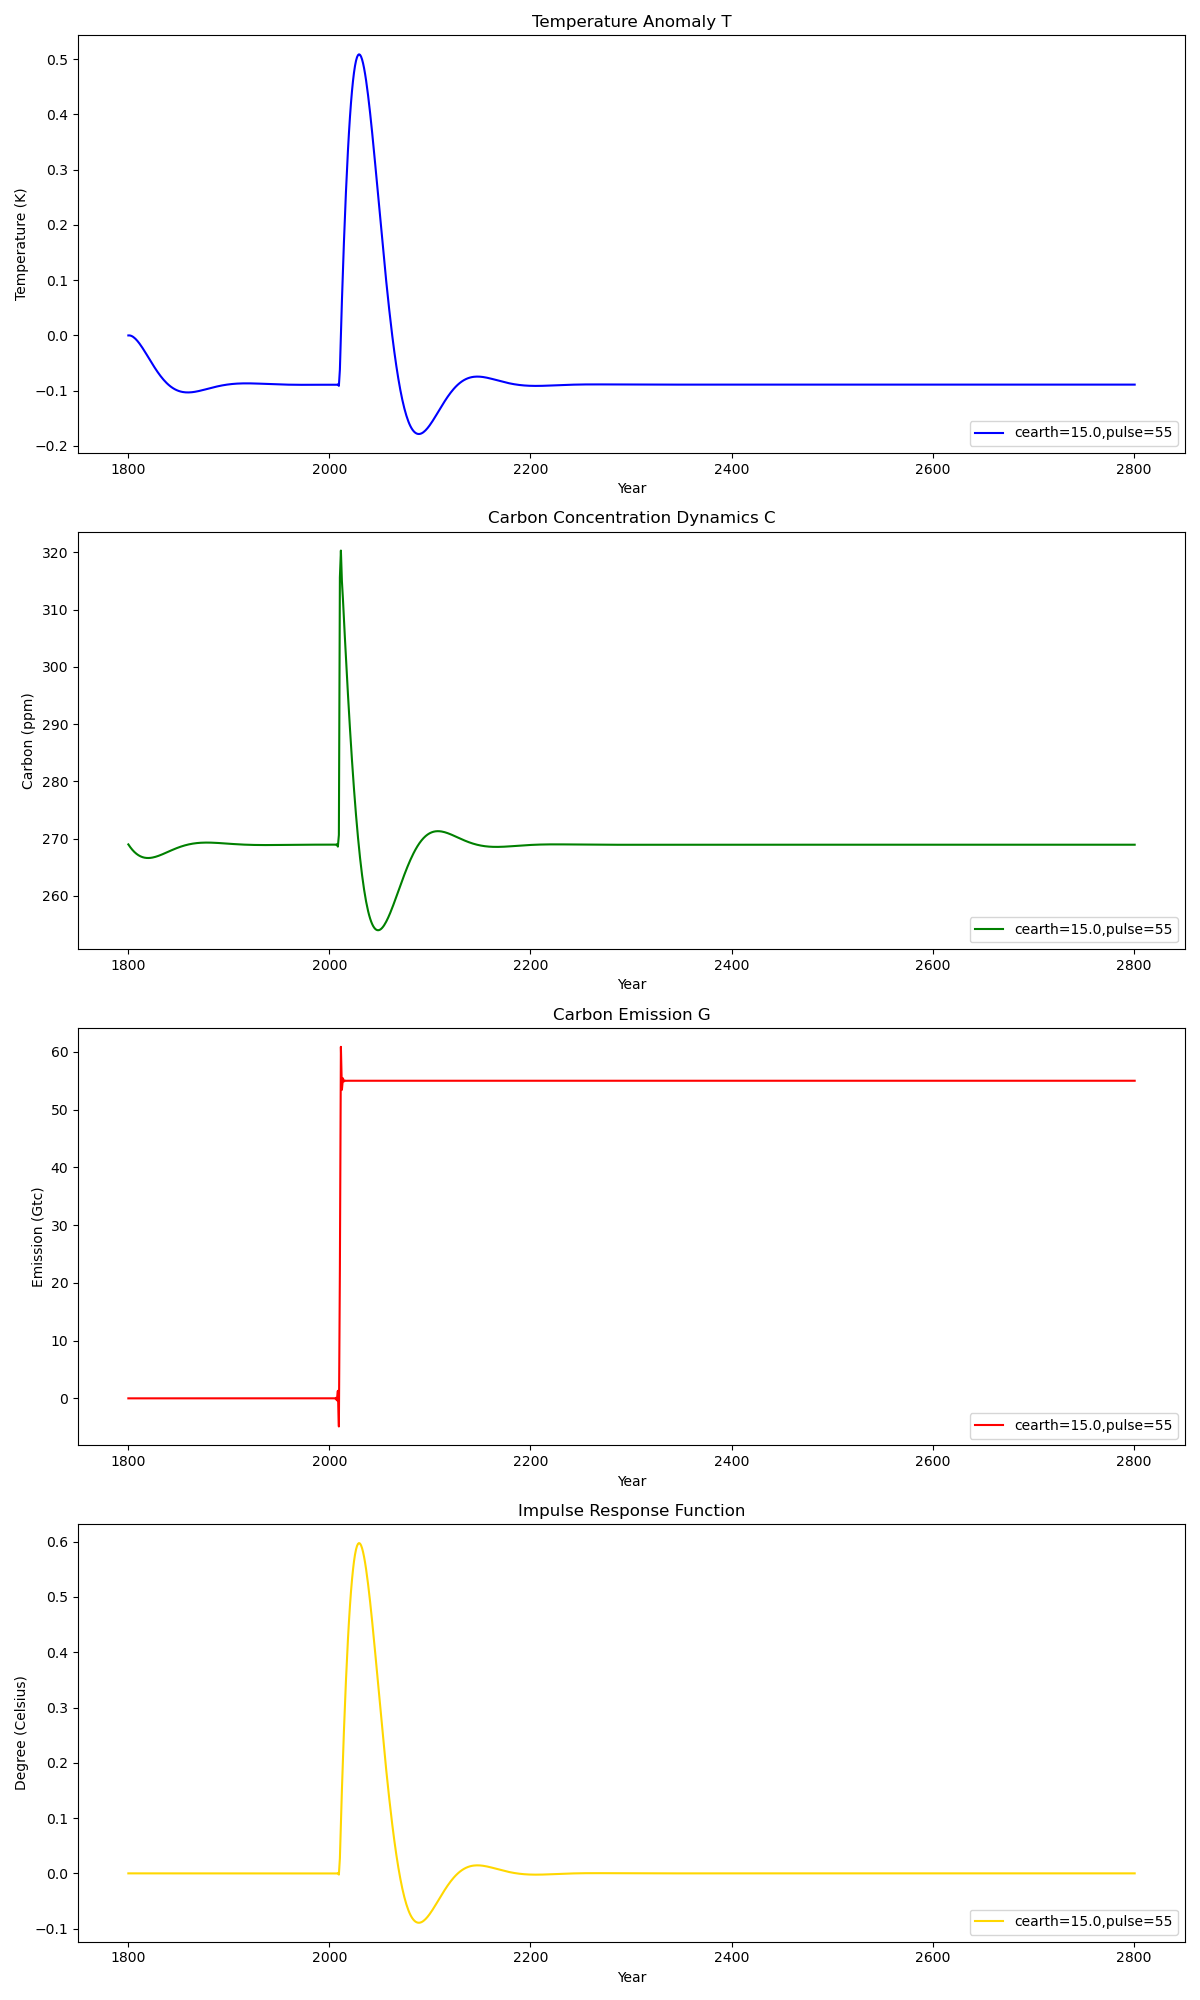 Temperature Anomaly T
Temperature (K)
0.5
0.4
0.3
0.2
0.1
0.0
−0.1
−0.2
cearth=15.0,pulse=55
1800 2000 2200 2400 2600 2800
Year
Carbon Concentration Dynamics C
Carbon (ppm)
320
310
300
290
280
270
260
cearth=15.0,pulse=55
1800 2000 2200 2400 2600 2800
Year
Carbon Emission G
Emission (Gtc)
60
50
40
30
20
10
0
cearth=15.0,pulse=55
1800 2000 2200 2400 2600 2800
Year
Impulse Response Function
Degree (Celsius)
0.6
0.5
0.4
0.3
0.2
0.1
0.0
−0.1
cearth=15.0,pulse=55
1800 2000 2200 2400 2600 2800
Year